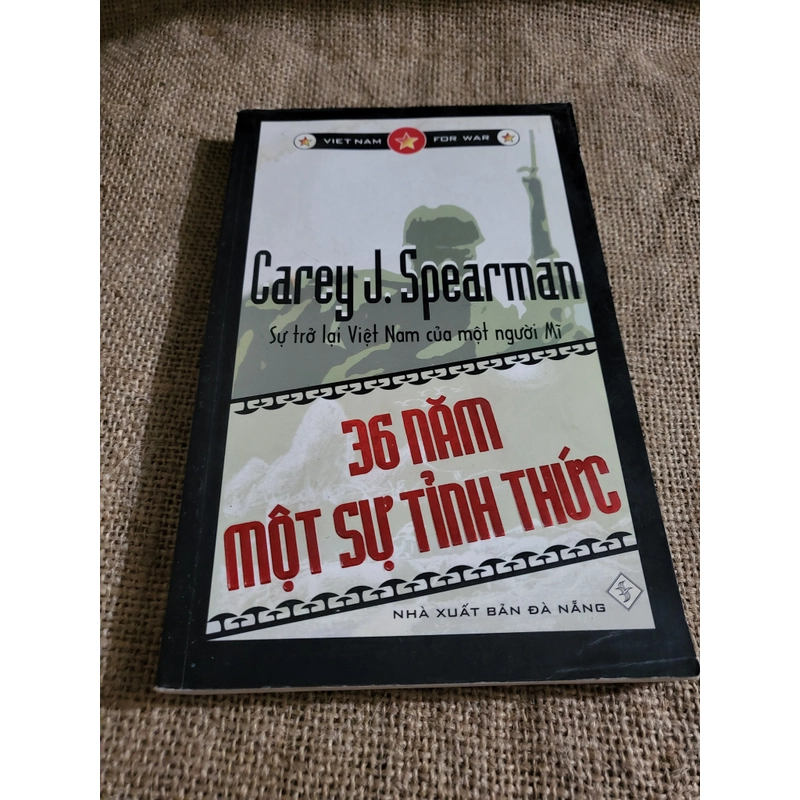 VIET NAM FOR WAR
Carey J. Spearman
Sự trở lại Việt Nam của một người Mĩ
36 NĂM
MỘT SỰ TỈNH THỨC
NHÀ XUẤT BẢN ĐÀ NẴNG